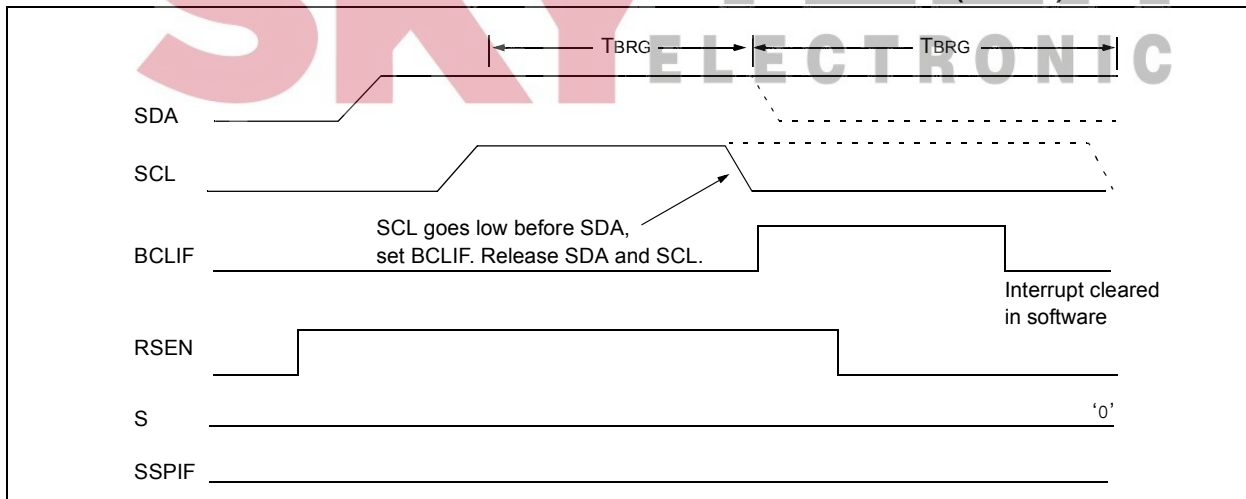 TBRG TBRG
ELECTRONIC
SDA
SCL
SCL goes low before SDA,
set BCLIF. Release SDA and SCL.
BCLIF
Interrupt cleared
in software
RSEN
S
'0'
SSPIF